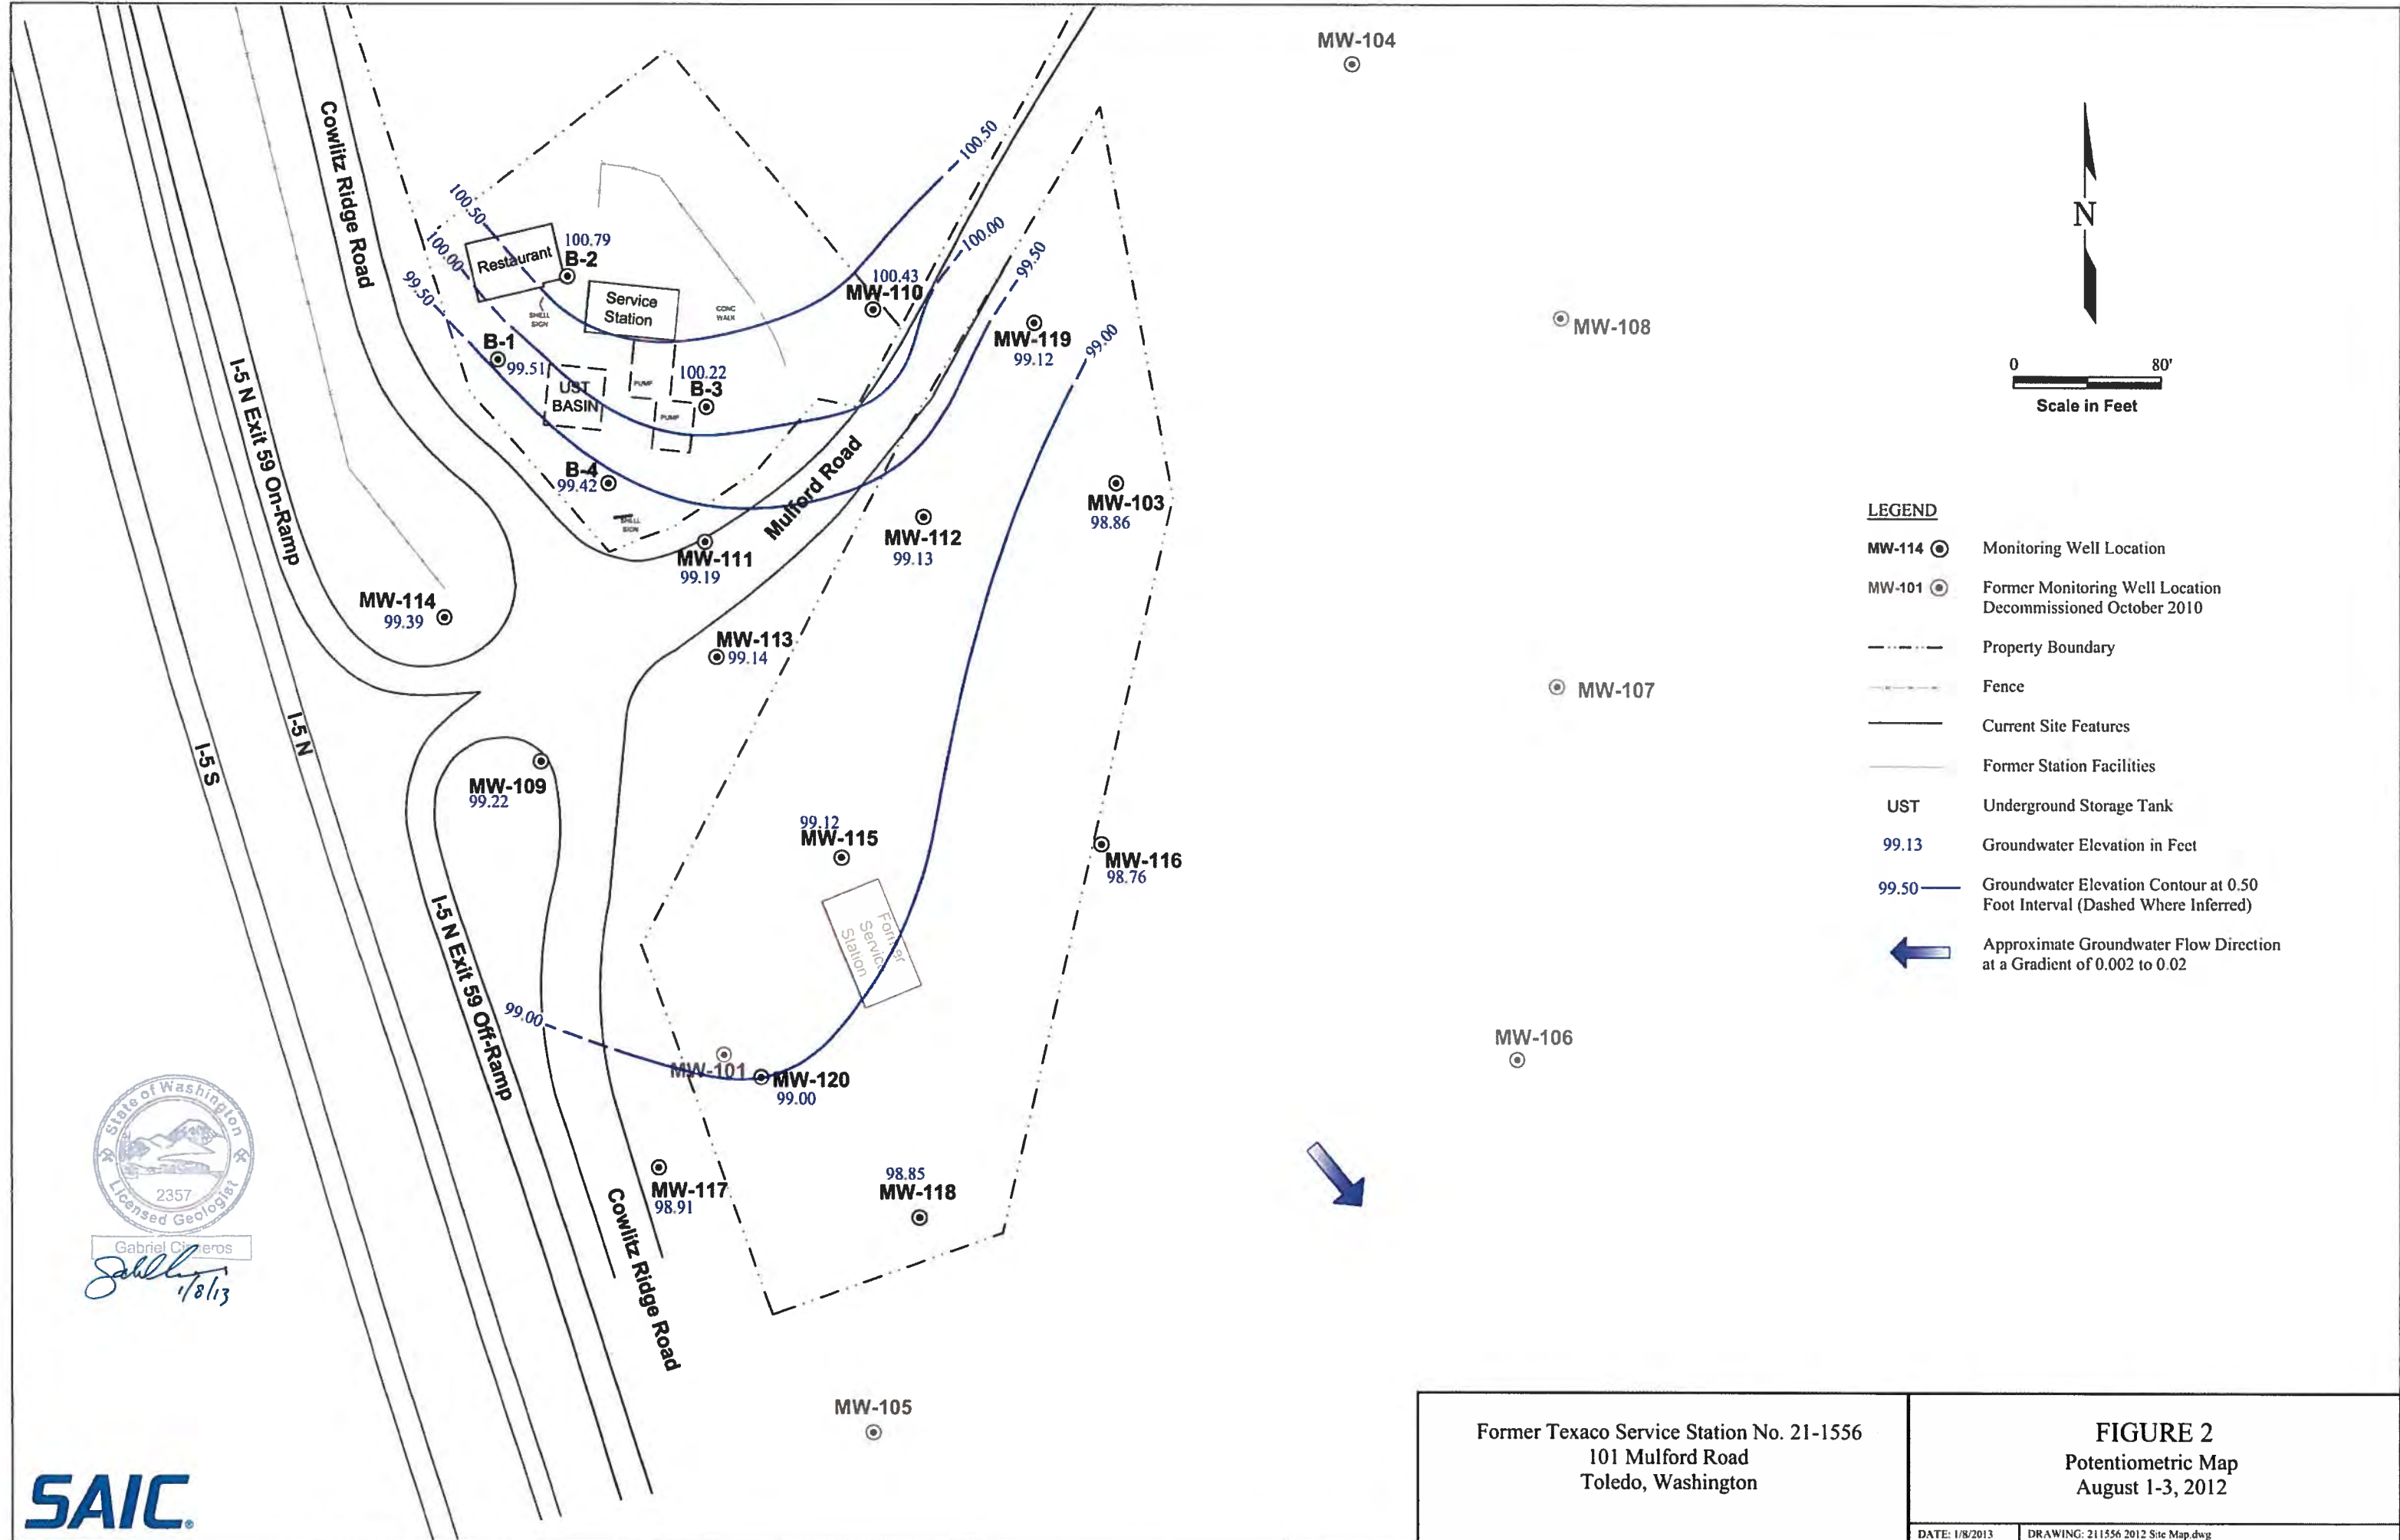 MW-104
100.50
Cowlitz Ridge Road
100.50
100.00
99.50
100.00
99.50
Restaurant
100.79
B-2
Service
Station
SHELL
SIGN
CONC
WALK
100.43
MW-110
MW-119
99.12
99.00
MW-108
N
0 80'
Scale in Feet
B-1
99.51
UST
BASIN
PUMP
PUMP
100.22
B-3
I-5 N Exit 59 On-Ramp
B-4
99.42
SHELL
SIGN
Mulford Road
MW-111
99.19
MW-112
99.13
MW-103
98.86
MW-114
99.39
MW-113
99.14
MW-107
I-5 S
I-5 N
MW-109
99.22
99.12
MW-115
MW-116
98.76
Former
Service
Station
I-5 N Exit 59 Off-Ramp
99.00
MW-101
MW-120
99.00
MW-106
MW-117
98.91
98.85
MW-118
Cowlitz Ridge Road
MW-105
LEGEND
MW-114 Monitoring Well Location
MW-101 Former Monitoring Well Location
Decommissioned October 2010
Property Boundary
Fence
Current Site Features
Former Station Facilities
UST Underground Storage Tank
99.13 Groundwater Elevation in Feet
99.50 Groundwater Elevation Contour at 0.50
Foot Interval (Dashed Where Inferred)
Approximate Groundwater Flow Direction
at a Gradient of 0.002 to 0.02
State of Washington
2357
Licensed Geologist
Gabriel Cisneros
1/8/13
SAIC®
Former Texaco Service Station No. 21-1556
101 Mulford Road
Toledo, Washington
FIGURE 2
Potentiometric Map
August 1-3, 2012
DATE: 1/8/2013 DRAWING: 211556 2012 Site Map.dwg